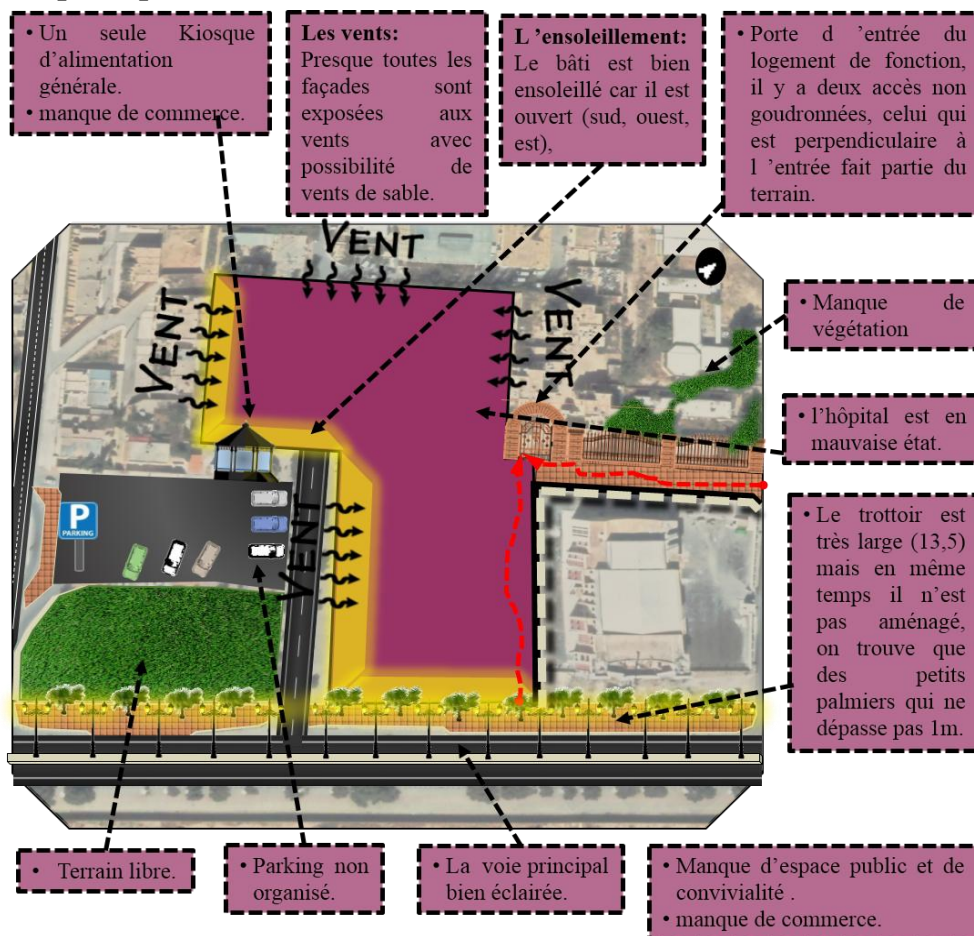 • Un seule Kiosque
d'alimentation
générale.
• manque de commerce.
Les vents:
Presque toutes les
façades sont
exposées aux
vents avec
possibilité de
vents de sable.
L 'ensoleillement:
Le bâti est bien
ensoleillé car il est
ouvert (sud, ouest,
est),
• Porte d 'entrée du
logement de fonction,
il y a deux accès non
goudronnées, celui qui
est perpendiculaire à
l 'entrée fait partie du
terrain.
VENT
VENT
VENT
• Manque de
végétation
• l'hôpital est en
mauvaise état.
P
PARKING
VENT
• Le trottoir est
très large (13,5)
mais en même
temps il n'est
pas aménagé,
on trouve que
des petits
palmiers qui ne
dépasse pas 1m.
• Terrain libre.
• Parking non
organisé.
• La voie principal
bien éclairée.
• Manque d'espace public et de
convivialité .
• manque de commerce.